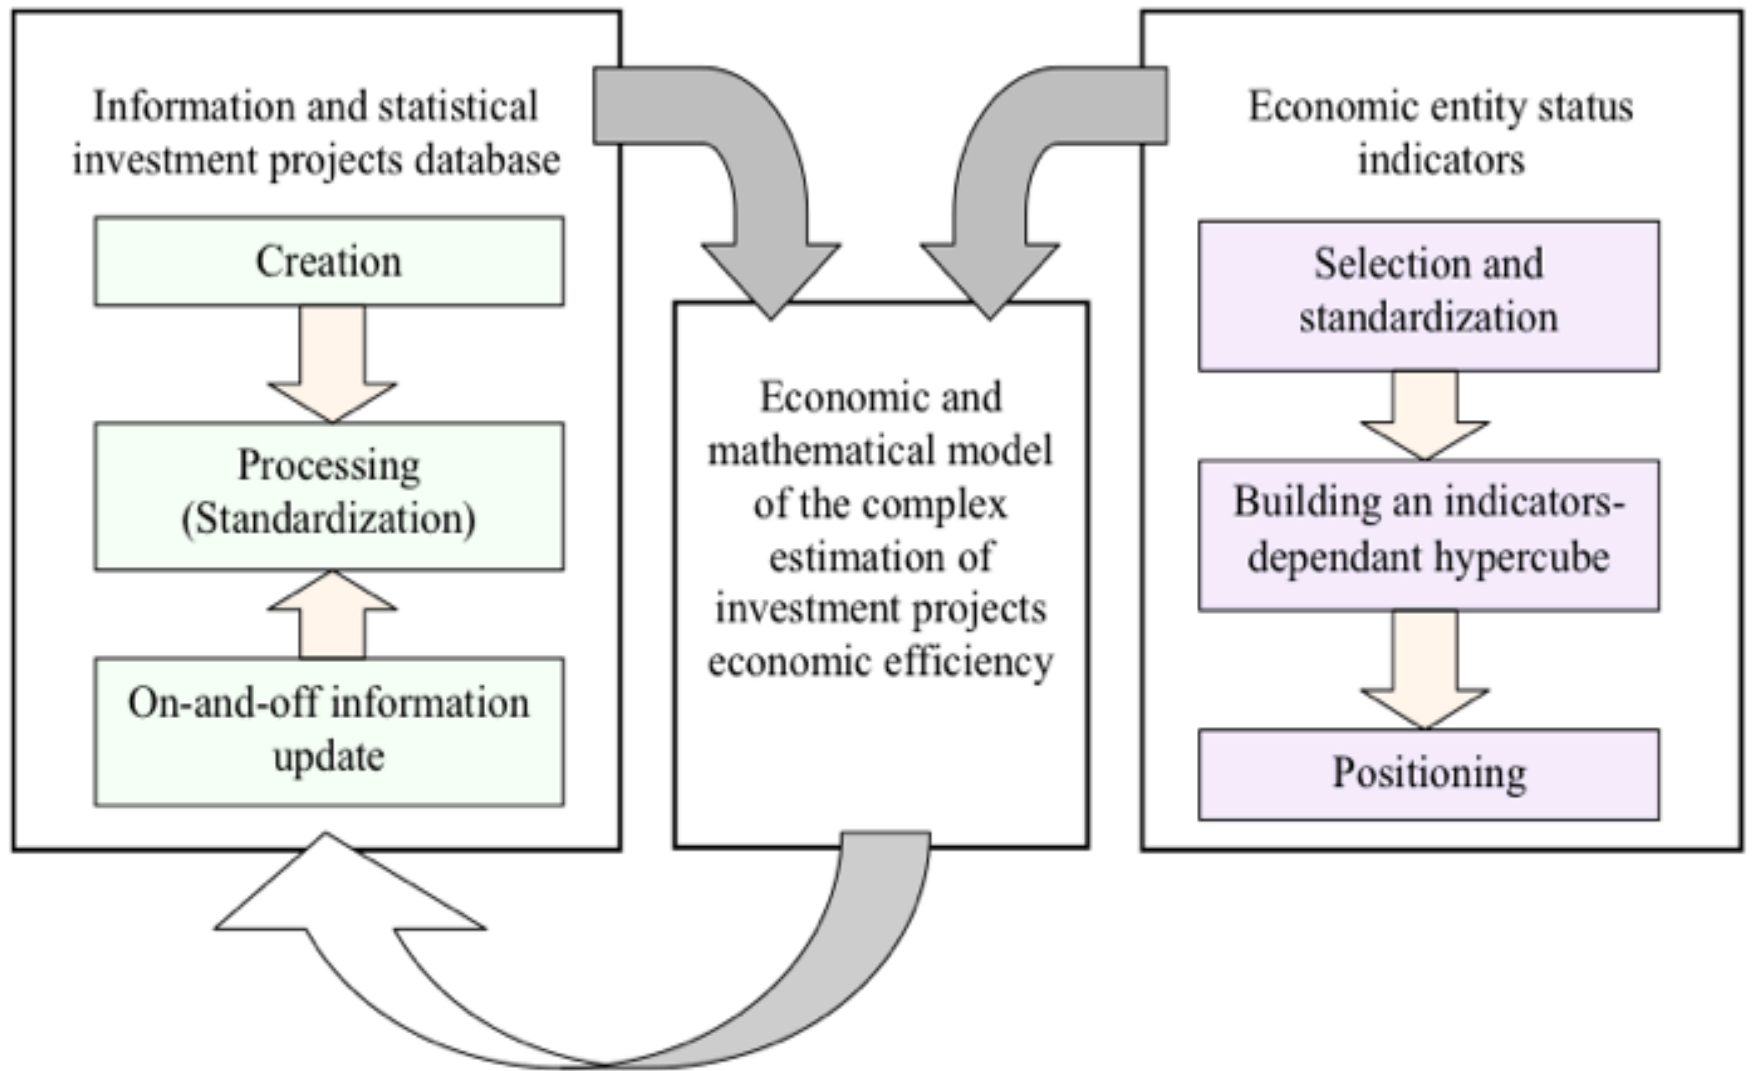 Information and statistical
investment projects database
Creation
Processing
(Standardization)
On-and-off information
update
Economic and
mathematical model
of the complex
estimation of
investment projects
economic efficiency
Economic entity status
indicators
Selection and
standardization
Building an indicators-
dependant hypercube
Positioning